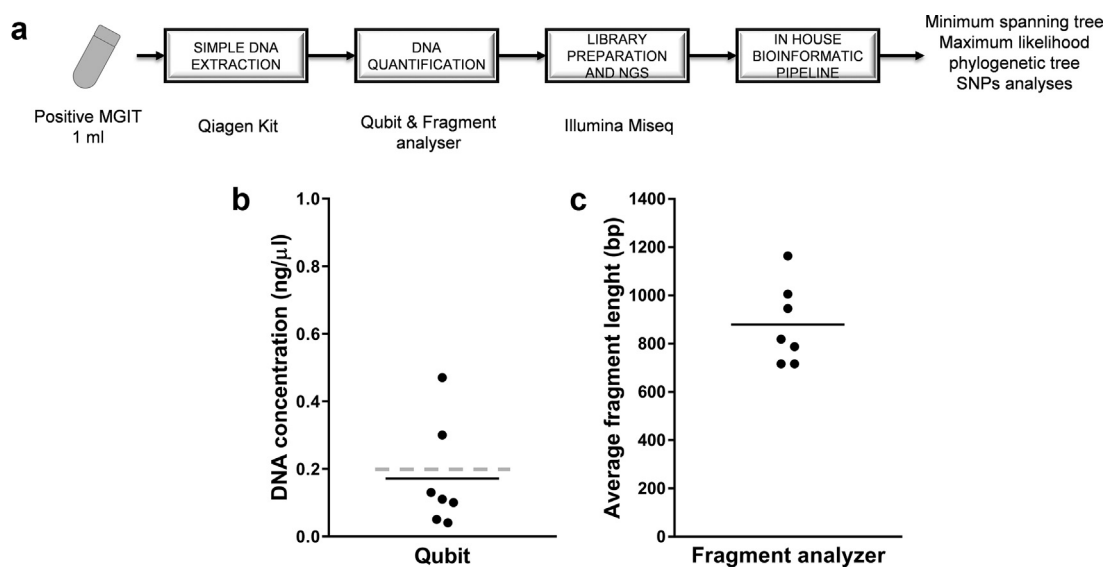 a
Positive MGIT
1 ml
SIMPLE DNA
EXTRACTION
Qiagen Kit
DNA
QUANTIFICATION
Qubit & Fragment
analyser
LIBRARY
PREPARATION
AND NGS
Illumina Miseq
IN HOUSE
BIOINFORMATIC
PIPELINE
Minimum spanning tree
Maximum likelihood
phylogenetic tree
SNPs analyses
b
DNA concentration (ng/µl)
1.0
0.8
0.6
0.4
0.2
0.0
Qubit
c
Average fragment lenght (bp)
1400
1200
1000
800
600
400
200
0
Fragment analyzer